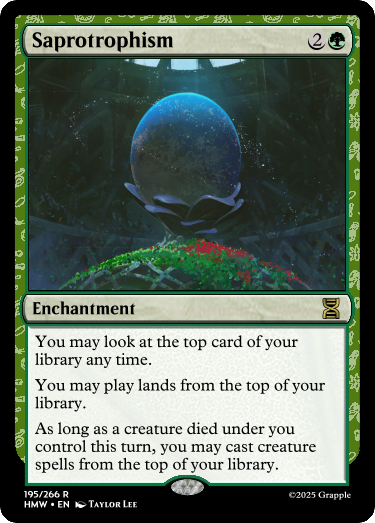 Saprotrophism 2
Enchantment
You may look at the top card of your
library any time.
You may play lands from the top of your
library.
As long as a creature died under you
control this turn, you may cast creature
spells from the top of your library.
195/266 R
HMW • EN Taylor Lee
©2025 Grapple